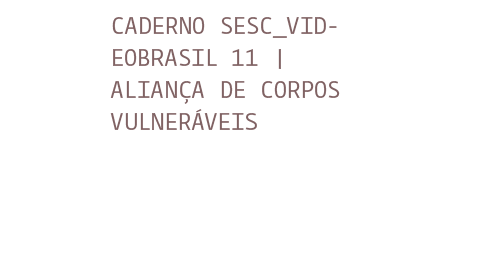 CADERNO SESC_VID-
EOBRASIL 11 |
ALIANÇA DE CORPOS
VULNERÁVEIS